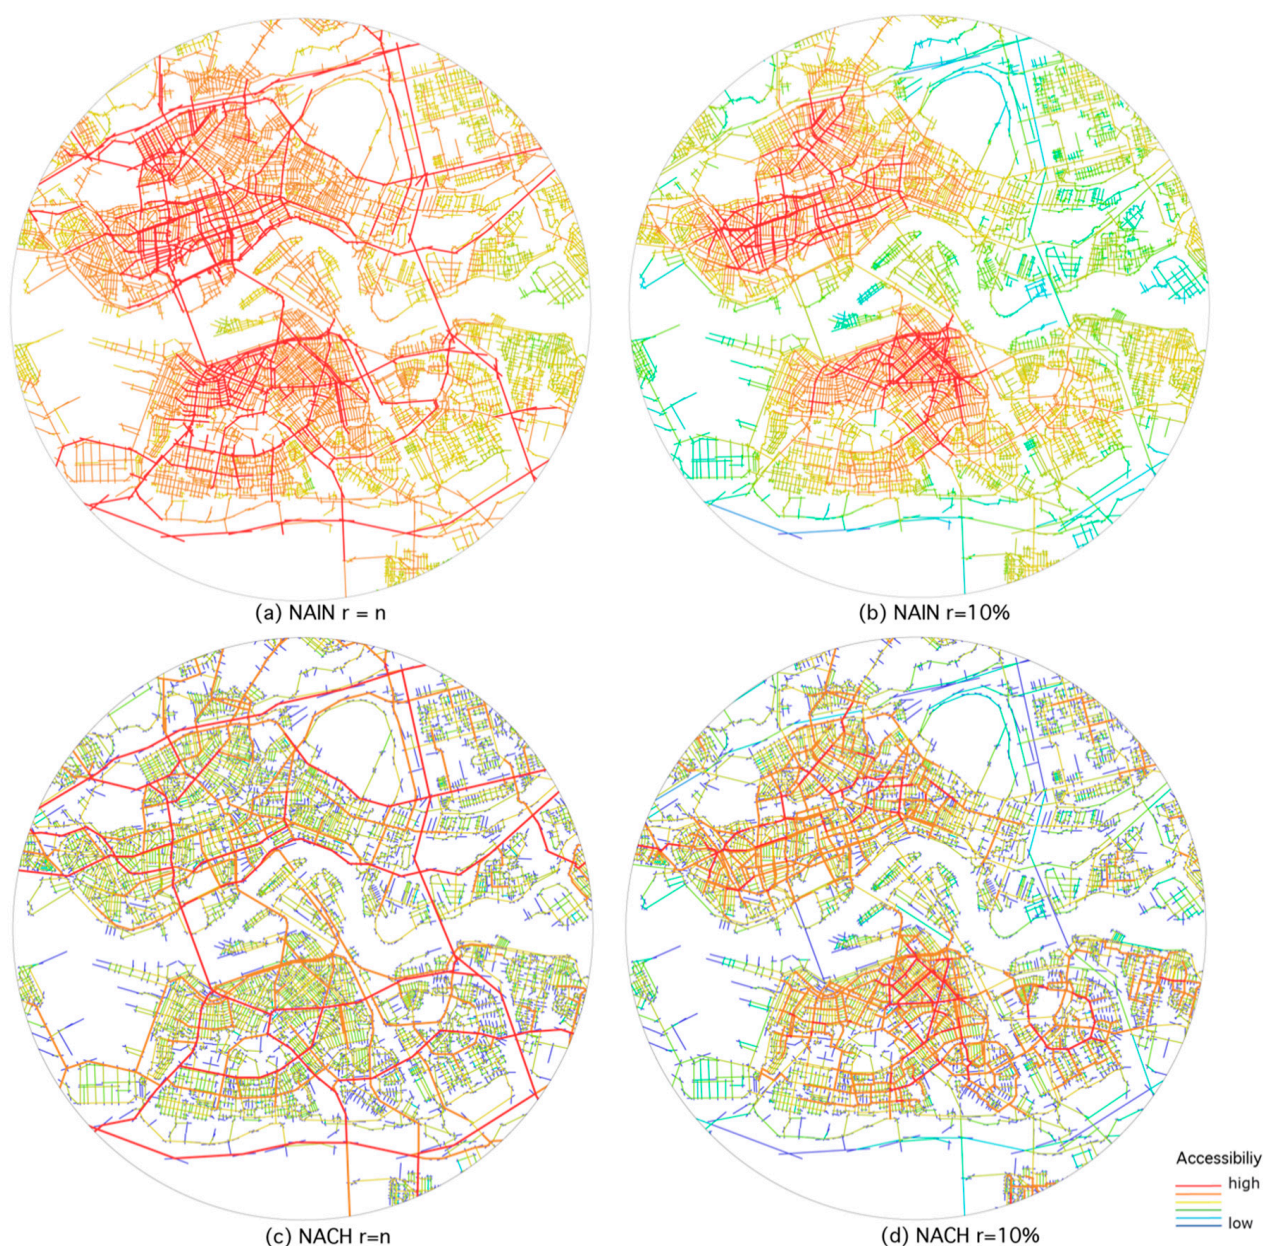 (a) NAIN r = n
(b) NAIN r=10%
(c) NACH r=n
(d) NACH r=10%
Accessibiliy
high
low